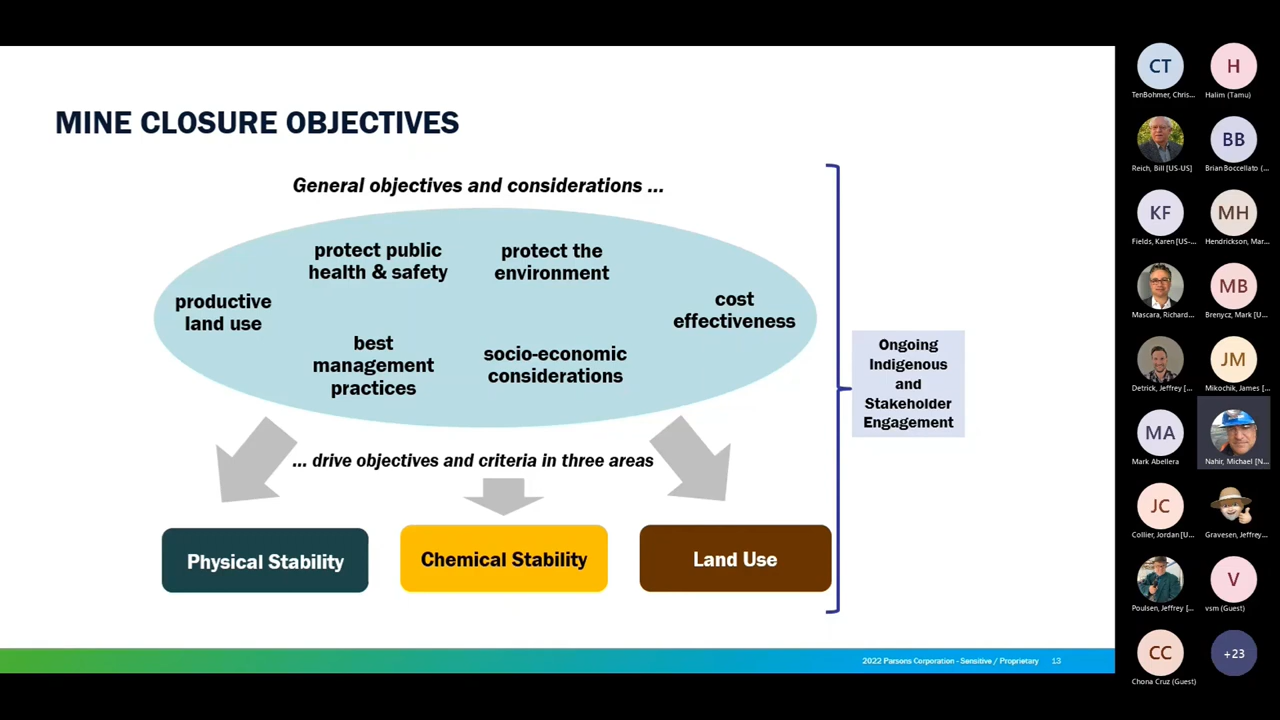 MINE CLOSURE OBJECTIVES
General objectives and considerations ...
protect public
health & safety
protect the
environment
productive
land use
cost
effectiveness
best
management
practices
socio-economic
considerations
... drive objectives and criteria in three areas
Physical Stability
Chemical Stability
Land Use
Ongoing
Indigenous
and
Stakeholder
Engagement
2022 Parsons Corporation - Sensitive / Proprietary 13
CT
TenBohmer, Chris...
H
Halim (Tamu)
Reich, Bill [US-US]
BB
Brian Boccellato (...
KF
Fields, Karen [US-...
MH
Hendrickson, Mar...
Mascara, Richard...
MB
Brenycz, Mark [U...
Detrick, Jeffrey [...
JM
Mikochik, James [...
MA
Mark Abellera
Nahir, Michael [N...
JC
Collier, Jordan [U...
Gravesen, Jeffrey...
Poulsen, Jeffrey [...
V
vsm (Guest)
CC
Chona Cruz (Guest)
+23